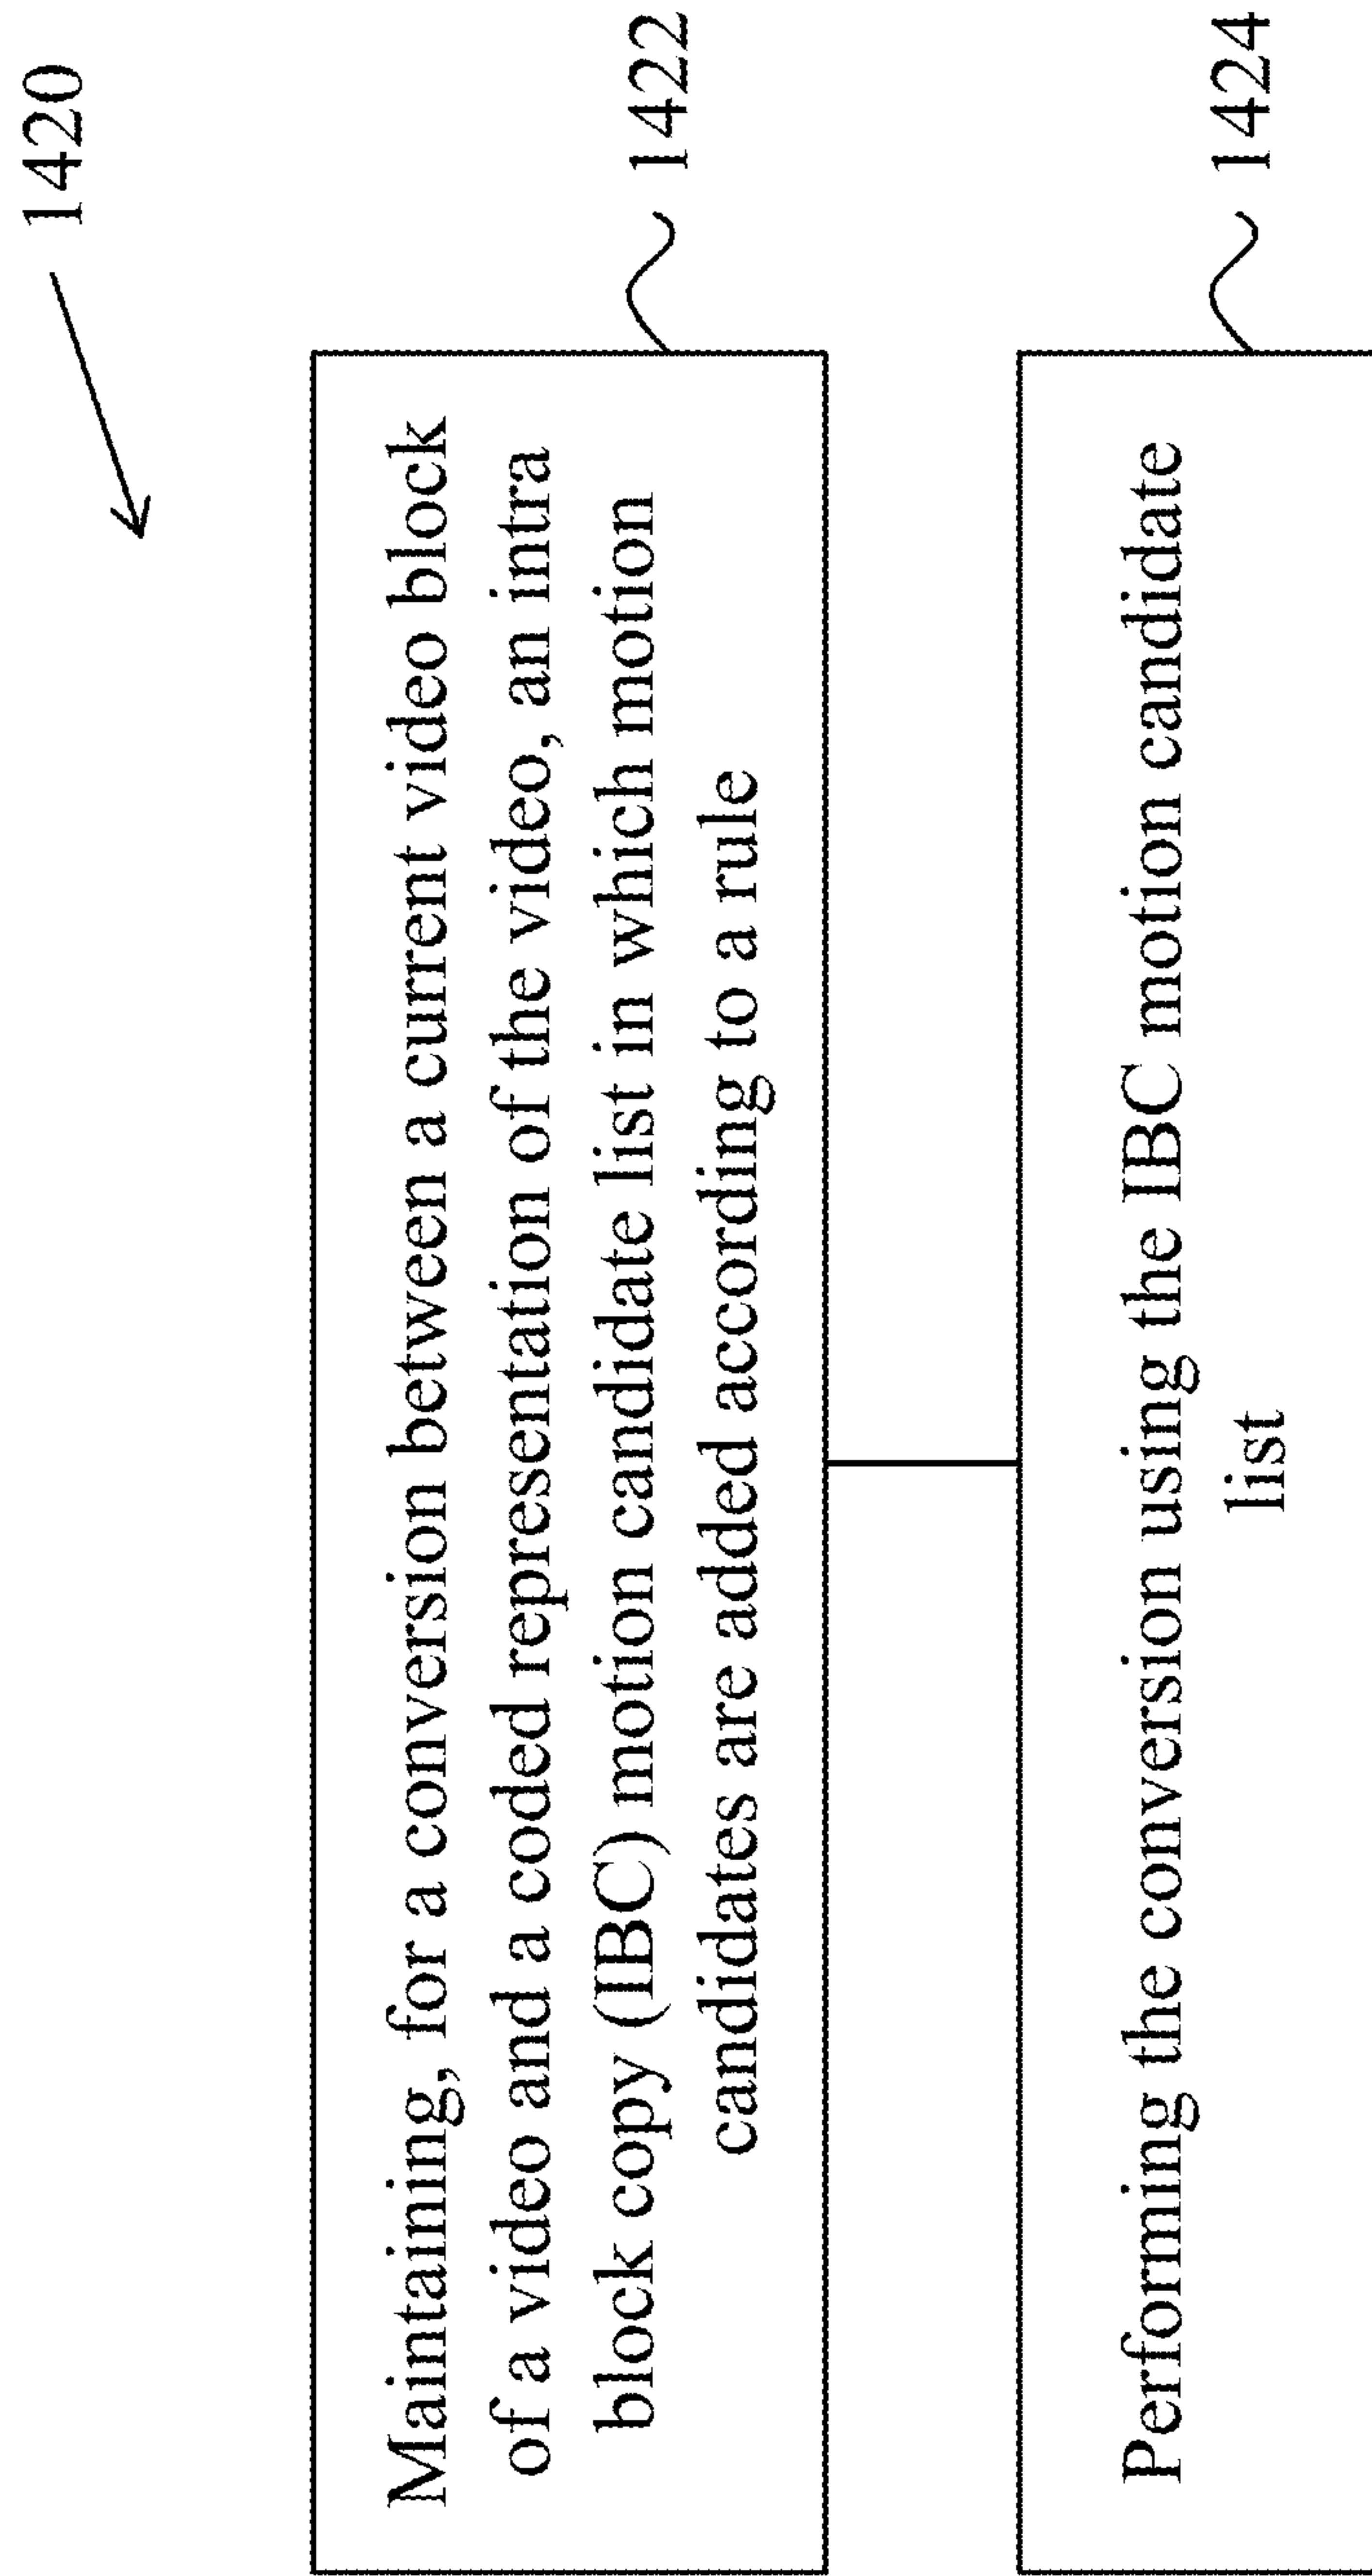 1420
Maintaining, for a conversion between a current video block
of a video and a coded representation of the video, an intra
block copy (IBC) motion candidate list in which motion
candidates are added according to a rule
1422
Performing the conversion using the IBC motion candidate
list
1424